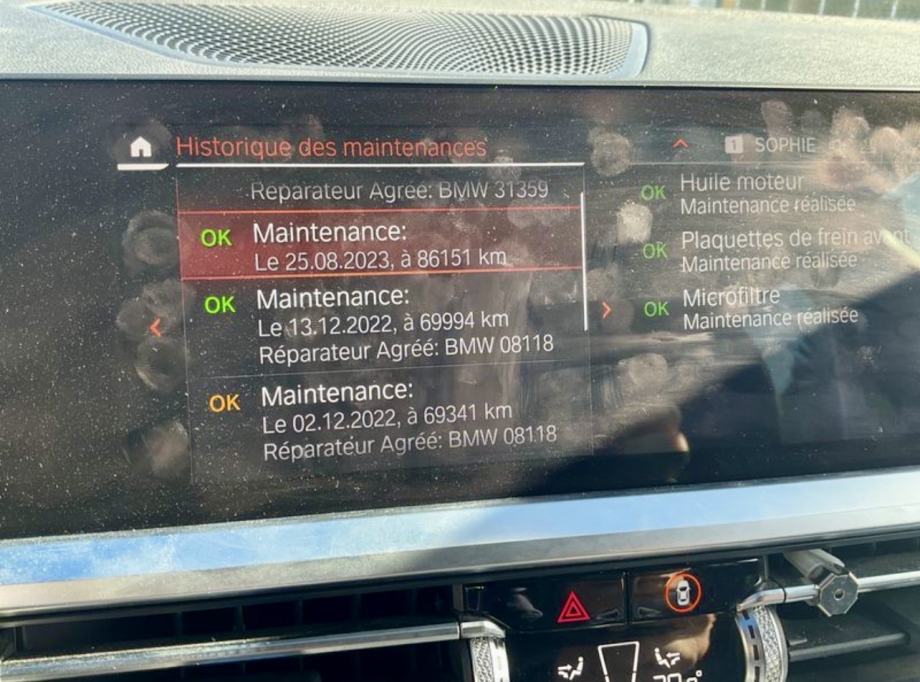 Historique des maintenances
1 SOPHIE
Réparateur Agréé: BMW 31359
OK Maintenance:
Le 25.08.2023, à 86151 km
OK Maintenance:
Le 13.12.2022, à 69994 km
Réparateur Agréé: BMW 08118
OK Maintenance:
Le 02.12.2022, à 69341 km
Réparateur Agréé: BMW 08118
OK Huile moteur
Maintenance réalisée
OK Plaquettes de frein avant
Maintenance réalisée
OK Microfiltre
Maintenance réalisée